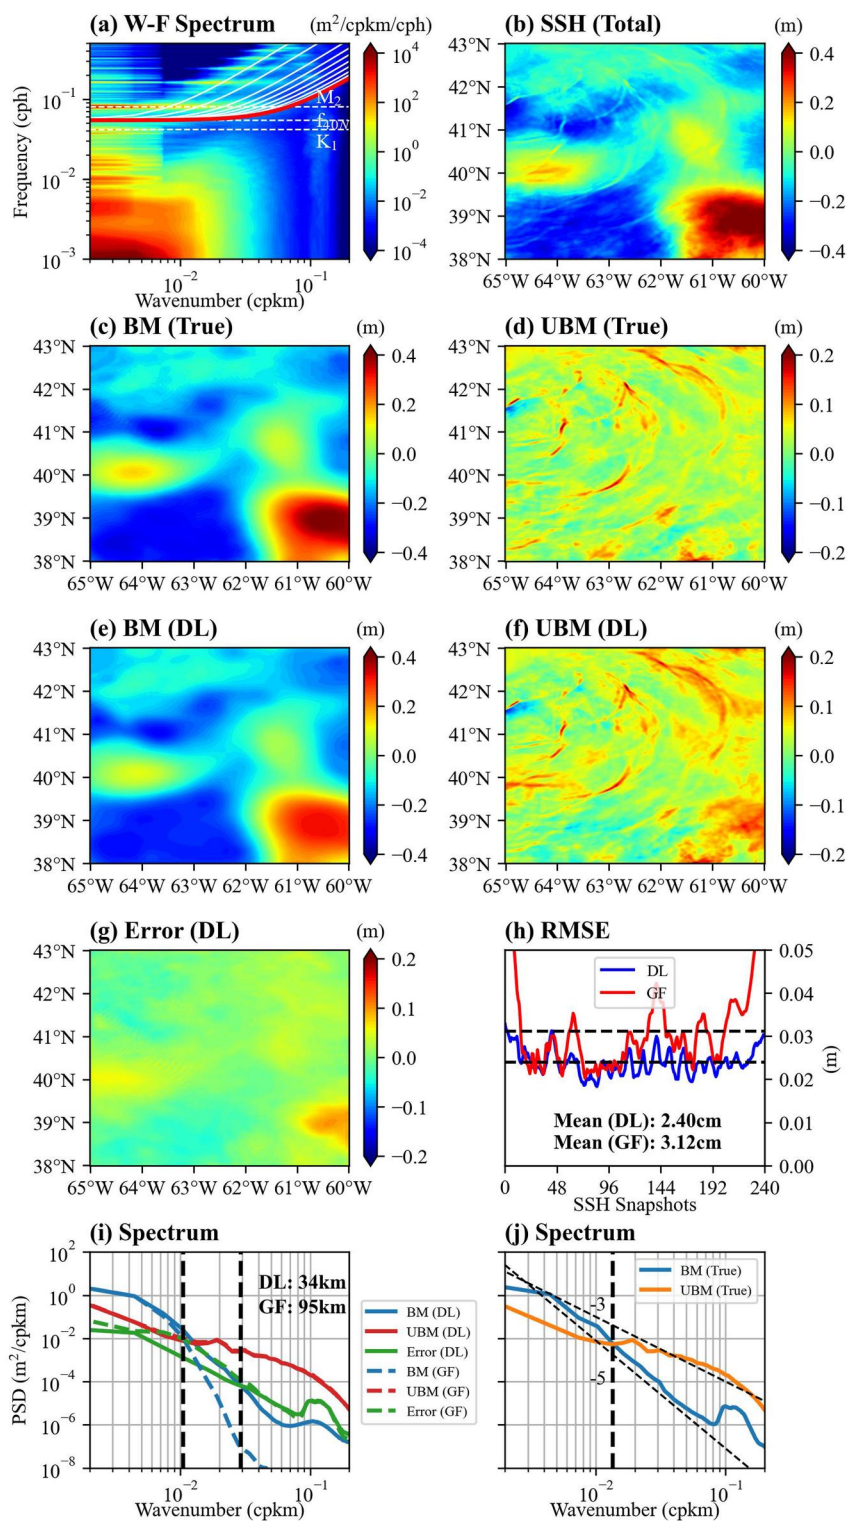 (a) W-F Spectrum (m²/cpkm/cph)
Frequency (cph)
10⁻¹
10⁻²
10⁻³
M₂
K₁
10⁻² 10⁻¹
Wavenumber (cpkm)
10⁴
10²
10⁰
10⁻²
10⁻⁴
(b) SSH (Total) (m)
43°N
42°N
41°N
40°N
39°N
38°N
65°W 64°W 63°W 62°W 61°W 60°W
0.4
0.2
0.0
−0.2
−0.4
(c) BM (True) (m)
43°N
42°N
41°N
40°N
39°N
38°N
65°W 64°W 63°W 62°W 61°W 60°W
0.4
0.2
0.0
−0.2
−0.4
(d) UBM (True) (m)
43°N
42°N
41°N
40°N
39°N
38°N
65°W 64°W 63°W 62°W 61°W 60°W
0.2
0.1
0.0
−0.1
−0.2
(e) BM (DL) (m)
43°N
42°N
41°N
40°N
39°N
38°N
65°W 64°W 63°W 62°W 61°W 60°W
0.4
0.2
0.0
−0.2
−0.4
(f) UBM (DL) (m)
43°N
42°N
41°N
40°N
39°N
38°N
65°W 64°W 63°W 62°W 61°W 60°W
0.2
0.1
0.0
−0.1
−0.2
(g) Error (DL) (m)
43°N
42°N
41°N
40°N
39°N
38°N
65°W 64°W 63°W 62°W 61°W 60°W
0.2
0.1
0.0
−0.1
−0.2
(h) RMSE
DL
GF
0.05
0.04
0.03
0.02
0.01
0.00
(m)
Mean (DL): 2.40cm
Mean (GF): 3.12cm
0 48 96 144 192 240
SSH Snapshots
(i) Spectrum
PSD (m²/cpkm)
10²
10⁰
10⁻²
10⁻⁴
10⁻⁶
10⁻⁸
DL: 34km
GF: 95km
10⁻² 10⁻¹
Wavenumber (cpkm)
BM (DL)
UBM (DL)
Error (DL)
BM (GF)
UBM (GF)
Error (GF)
(j) Spectrum
BM (True)
UBM (True)
-3
-5
10⁻² 10⁻¹
Wavenumber (cpkm)